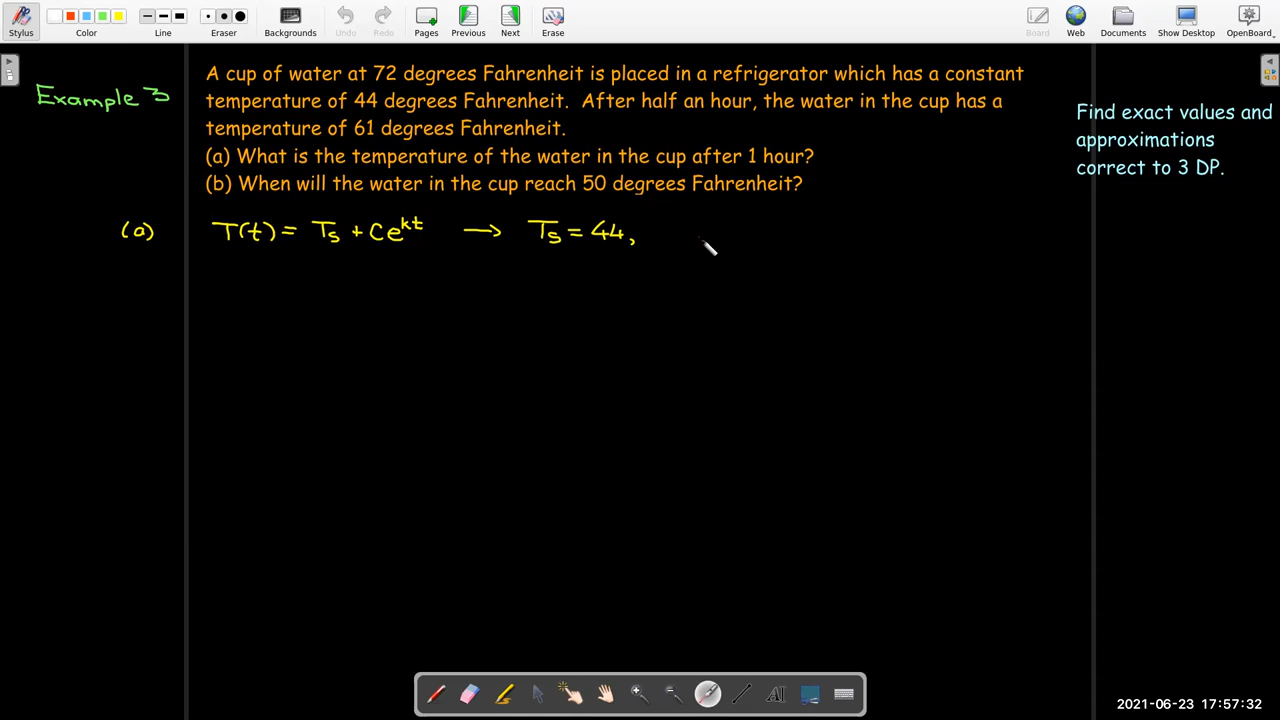 Stylus
Color
Line
Eraser
Backgrounds
Undo
Redo
Pages
Previous
Next
Erase
Board
Web
Documents
Show Desktop
OpenBoard
Example 3
A cup of water at 72 degrees Fahrenheit is placed in a refrigerator which has a constant
temperature of 44 degrees Fahrenheit. After half an hour, the water in the cup has a
temperature of 61 degrees Fahrenheit.
(a) What is the temperature of the water in the cup after 1 hour?
(b) When will the water in the cup reach 50 degrees Fahrenheit?
Find exact values and
approximations
correct to 3 DP.
(a) T(t) = Ts + Ce^kt → Ts = 44,
2021-06-23 17:57:32